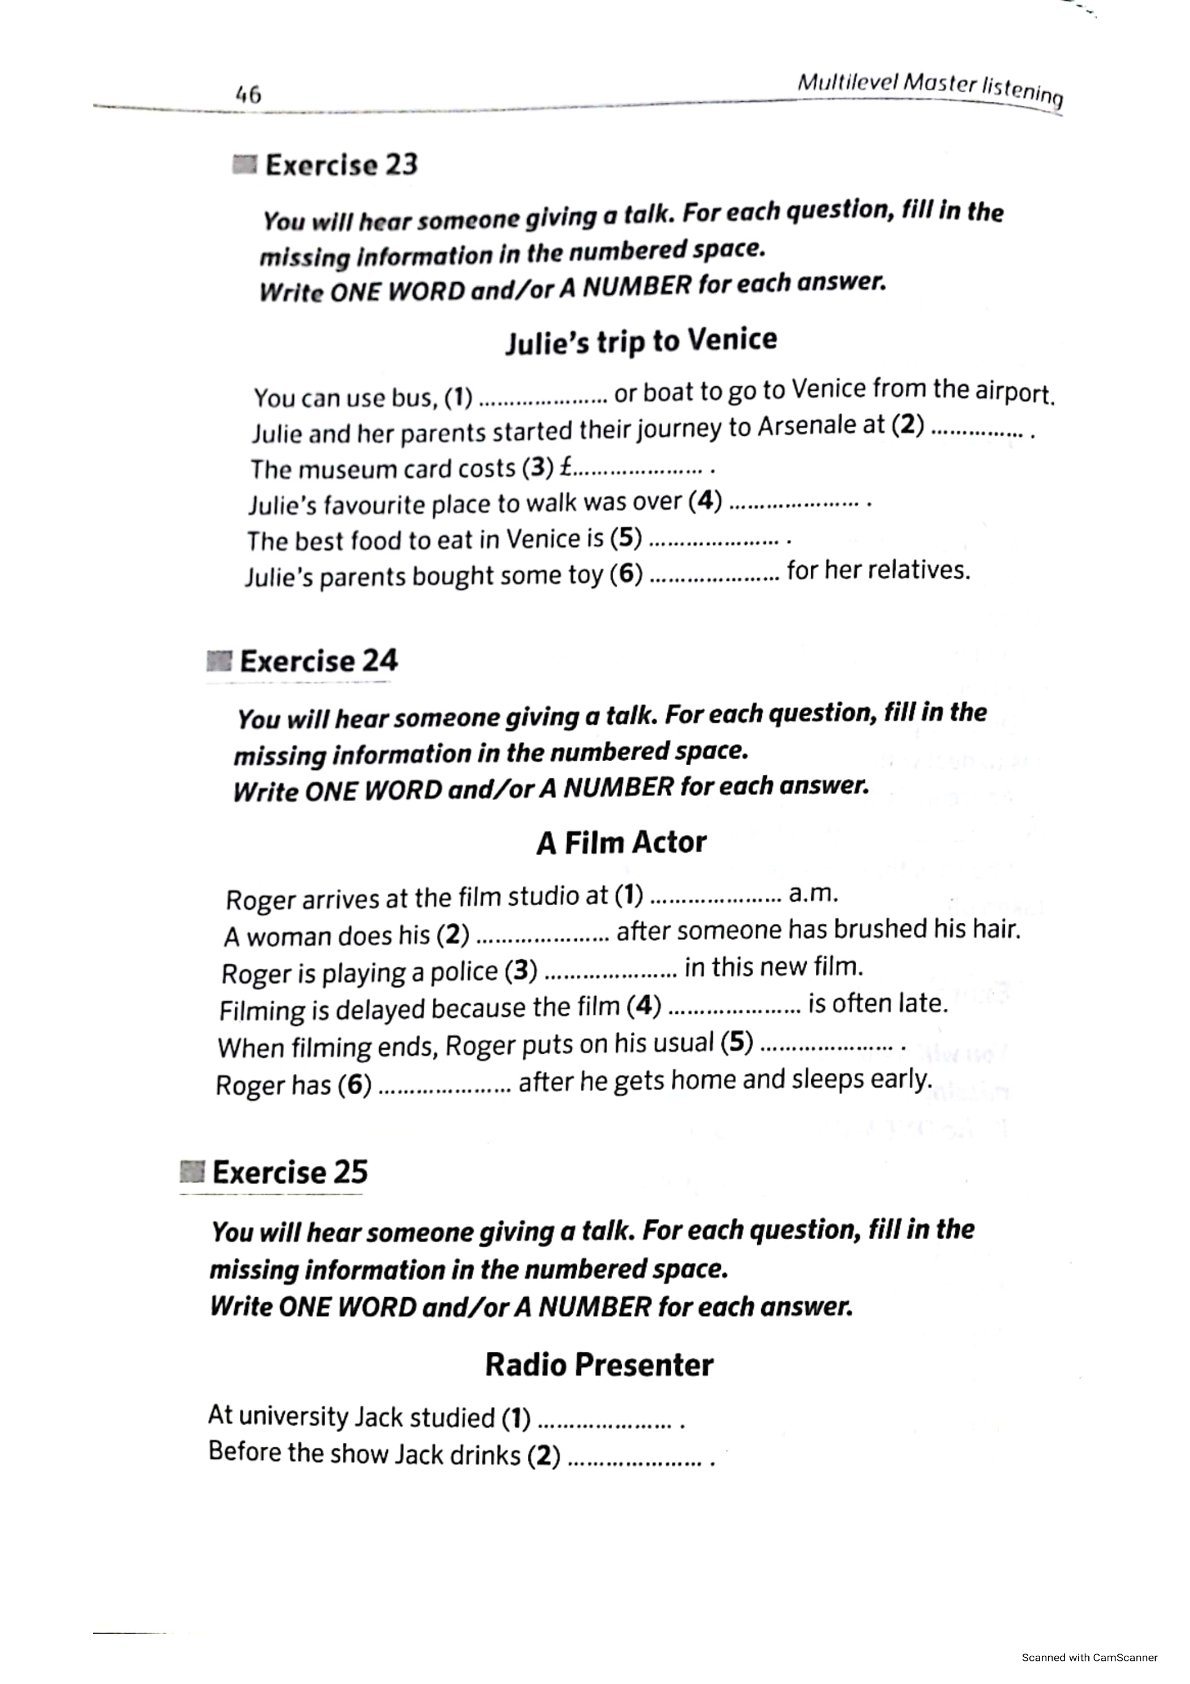 46
Multilevel Master listening
Exercise 23
You will hear someone giving a talk. For each question, fill in the
missing information in the numbered space.
Write ONE WORD and/or A NUMBER for each answer.
Julie's trip to Venice
You can use bus, (1) ..................... or boat to go to Venice from the airport.
Julie and her parents started their journey to Arsenale at (2) ............... .
The museum card costs (3) £..................... .
Julie's favourite place to walk was over (4) ..................... .
The best food to eat in Venice is (5) ..................... .
Julie's parents bought some toy (6) ..................... for her relatives.
Exercise 24
You will hear someone giving a talk. For each question, fill in the
missing information in the numbered space.
Write ONE WORD and/or A NUMBER for each answer.
A Film Actor
Roger arrives at the film studio at (1) ..................... a.m.
A woman does his (2) ..................... after someone has brushed his hair.
Roger is playing a police (3) ..................... in this new film.
Filming is delayed because the film (4) ..................... is often late.
When filming ends, Roger puts on his usual (5) ..................... .
Roger has (6) ..................... after he gets home and sleeps early.
Exercise 25
You will hear someone giving a talk. For each question, fill in the
missing information in the numbered space.
Write ONE WORD and/or A NUMBER for each answer.
Radio Presenter
At university Jack studied (1) ..................... .
Before the show Jack drinks (2) ..................... .
Scanned with CamScanner